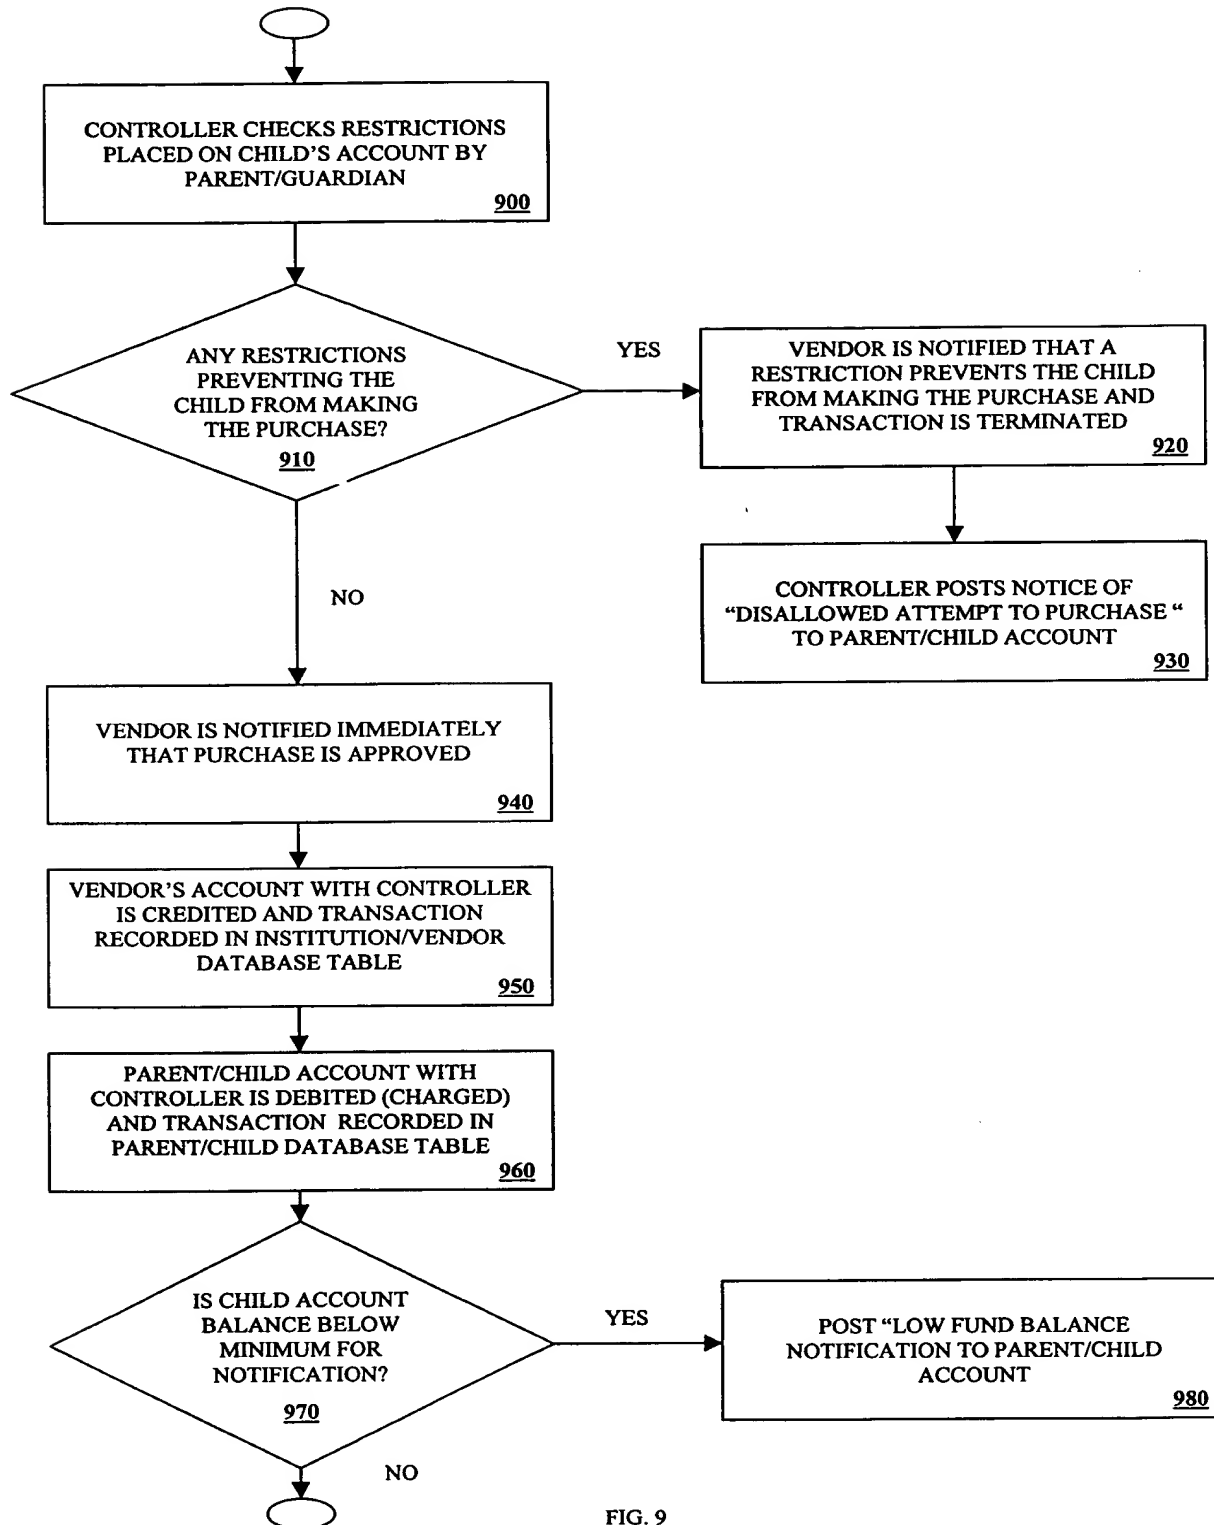 CONTROLLER CHECKS RESTRICTIONS
PLACED ON CHILD'S ACCOUNT BY
PARENT/GUARDIAN
900
ANY RESTRICTIONS
PREVENTING THE
CHILD FROM MAKING
THE PURCHASE?
910
YES
VENDOR IS NOTIFIED THAT A
RESTRICTION PREVENTS THE CHILD
FROM MAKING THE PURCHASE AND
TRANSACTION IS TERMINATED
920
CONTROLLER POSTS NOTICE OF
“DISALLOWED ATTEMPT TO PURCHASE “
TO PARENT/CHILD ACCOUNT
930
NO
VENDOR IS NOTIFIED IMMEDIATELY
THAT PURCHASE IS APPROVED
940
VENDOR'S ACCOUNT WITH CONTROLLER
IS CREDITED AND TRANSACTION
RECORDED IN INSTITUTION/VENDOR
DATABASE TABLE
950
PARENT/CHILD ACCOUNT WITH
CONTROLLER IS DEBITED (CHARGED)
AND TRANSACTION RECORDED IN
PARENT/CHILD DATABASE TABLE
960
IS CHILD ACCOUNT
BALANCE BELOW
MINIMUM FOR
NOTIFICATION?
970
YES
POST “LOW FUND BALANCE
NOTIFICATION TO PARENT/CHILD
ACCOUNT
980
NO
FIG. 9